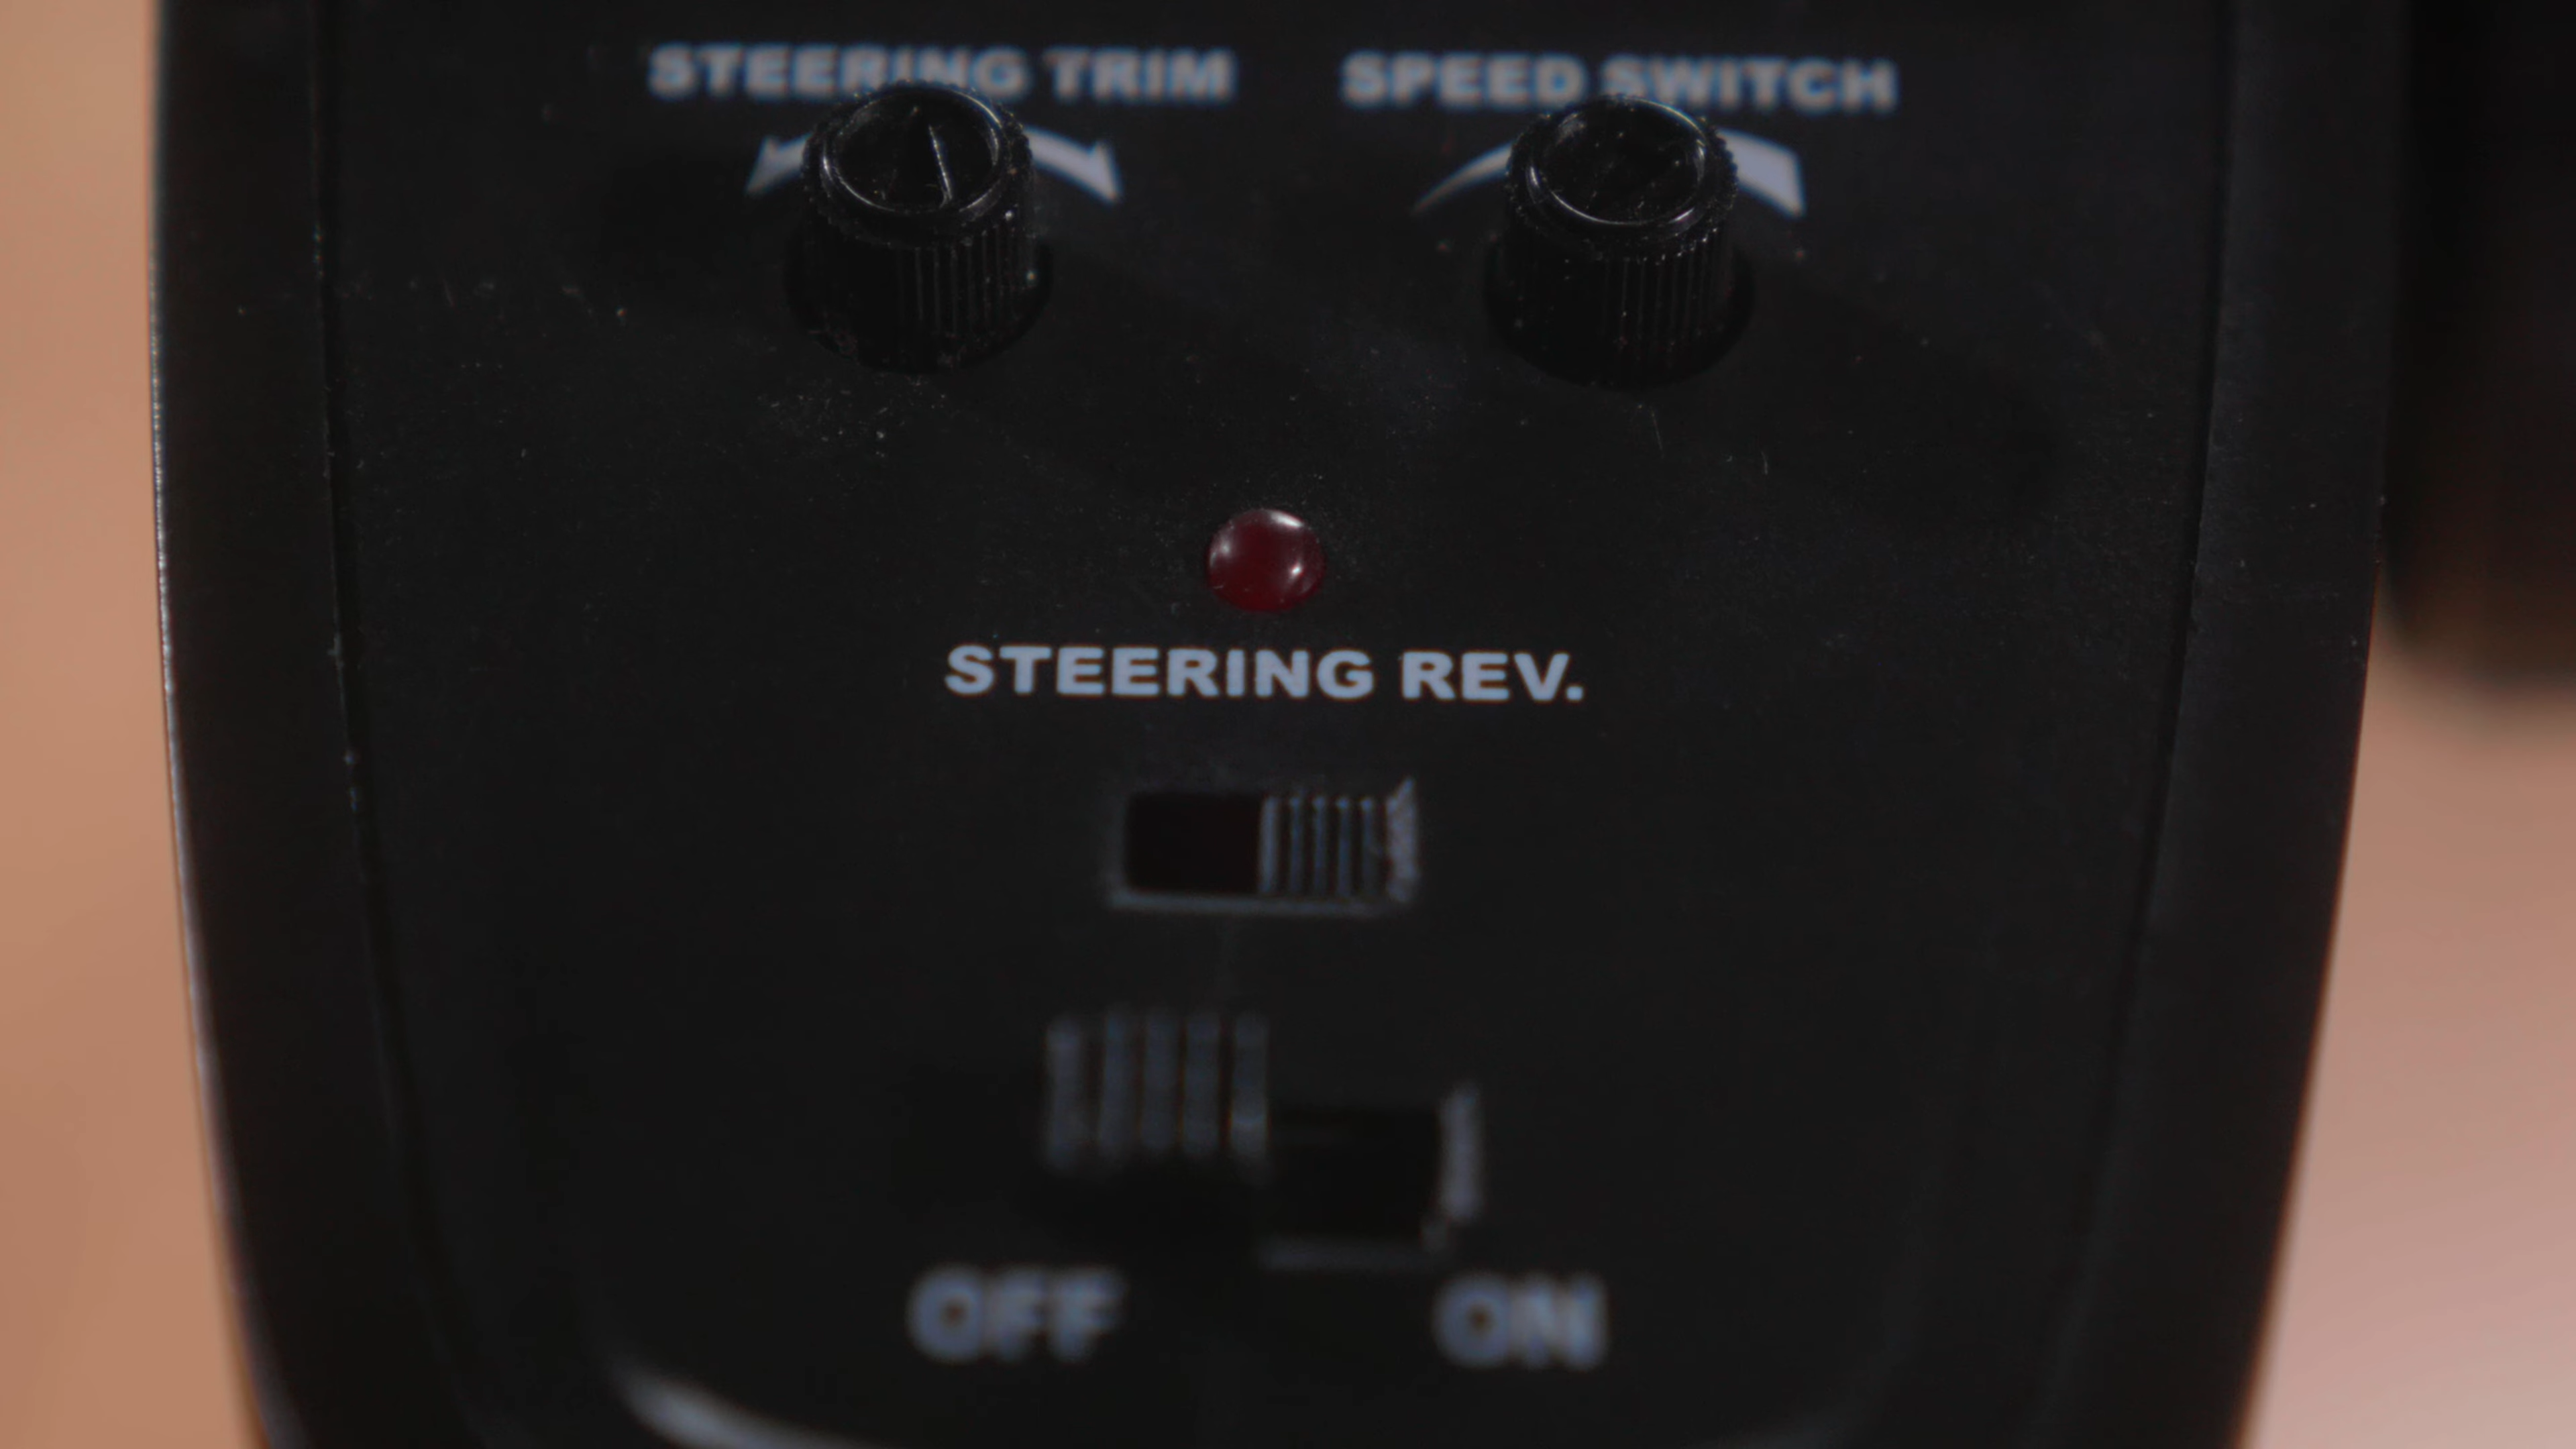 STEERING TRIM
SPEED SWITCH
STEERING REV.
OFF
ON